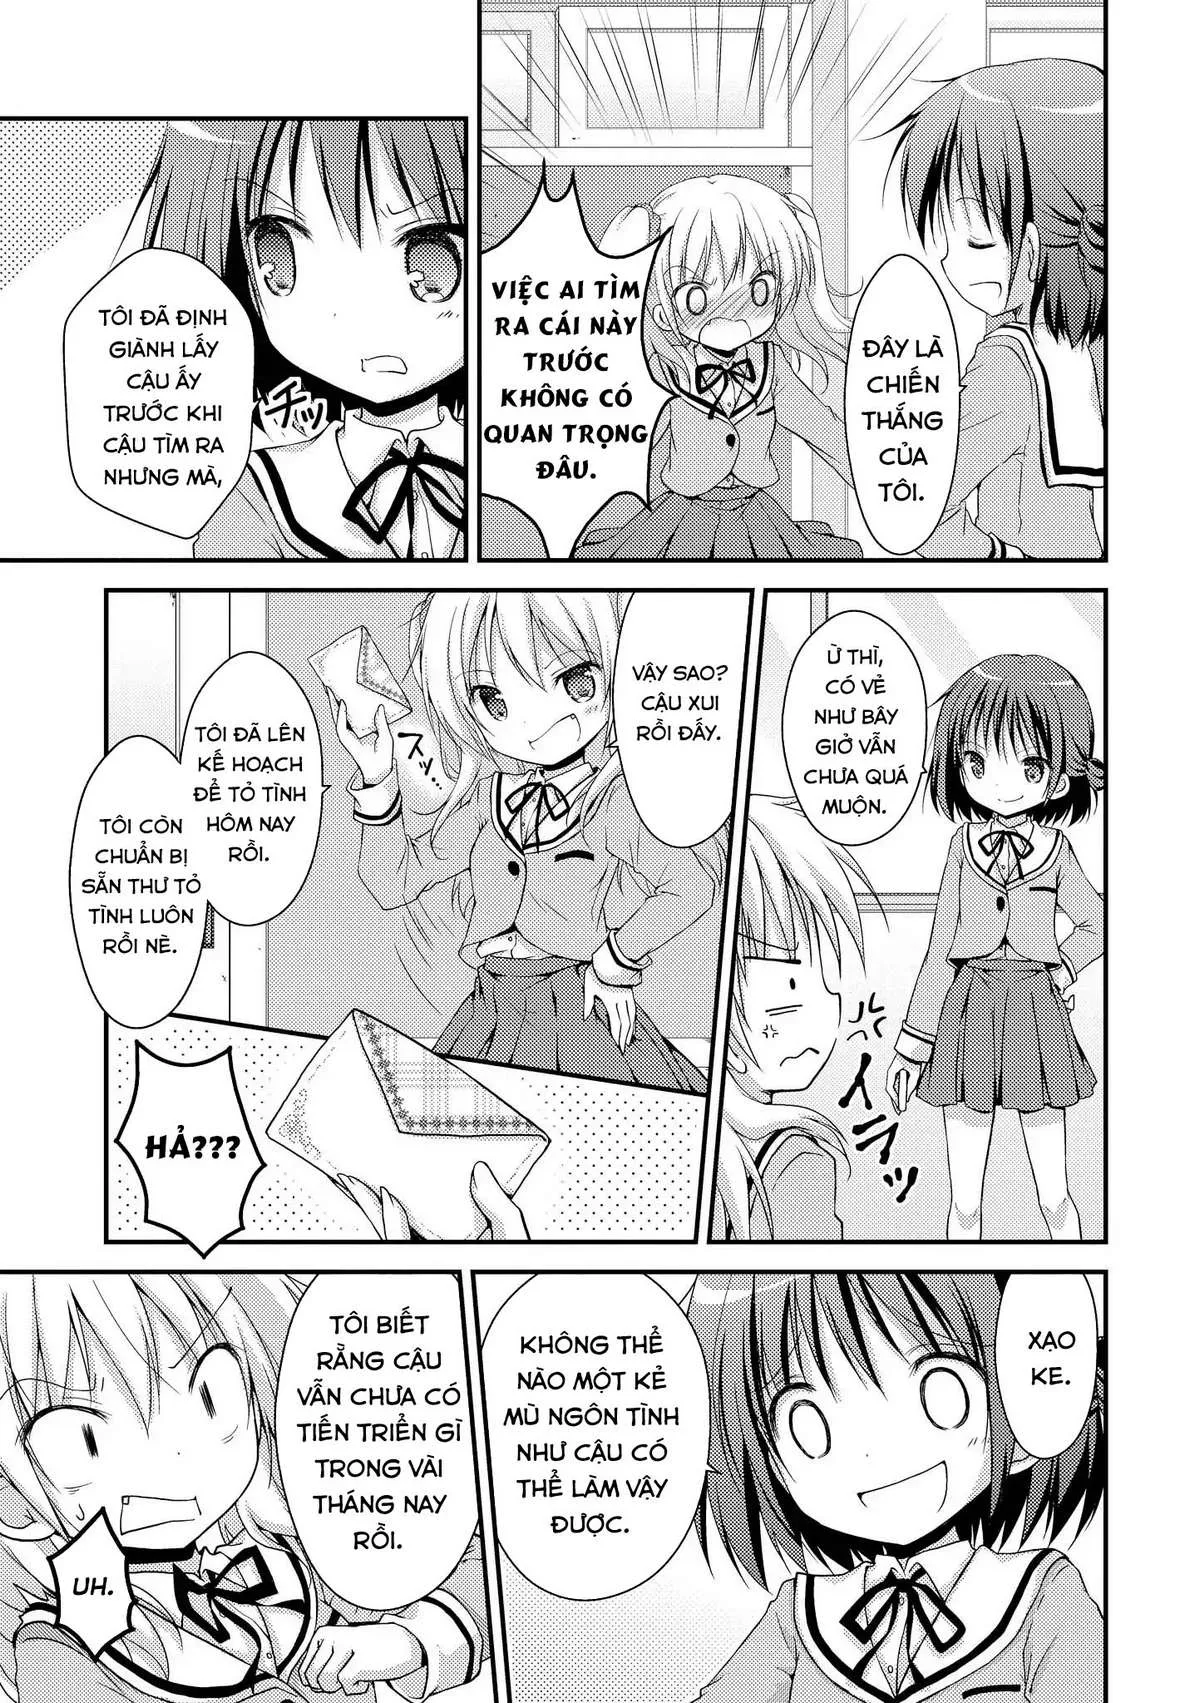 ĐÂY LÀ
CHIẾN
THẮNG
CỦA
TÔI.
VIỆC AI TÌM
RA CÁI NÀY
TRƯỚC
KHÔNG CÓ
QUAN TRỌNG
ĐÂU.
TÔI ĐÃ ĐỊNH
GIÀNH LẤY
CẬU ẤY
TRƯỚC KHI
CẬU TÌM RA
NHƯNG MÀ,
チッ
Ừ THÌ,
CÓ VẺ
NHƯ BÂY
GIỜ VẪN
CHƯA QUÁ
MUỘN.
イラッ
VẬY SAO?
CẬU XUI
RỒI ĐẤY.
スッ…
TÔI ĐÃ LÊN
KẾ HOẠCH
ĐỂ TỎ TÌNH
HÔM NAY
RỒI.
TÔI CÒN
CHUẨN BỊ
SẴN THƯ TỎ
TÌNH LUÔN
RỒI NÈ.
HẢ???
XẠO
KE.
KHÔNG THỂ
NÀO MỘT KẺ
MÙ NGÔN TÌNH
NHƯ CẬU CÓ
THỂ LÀM VẬY
ĐƯỢC.
TÔI BIẾT
RẰNG CẬU
VẪN CHƯA CÓ
TIẾN TRIỂN GÌ
TRONG VÀI
THÁNG NAY
RỒI.
UH.